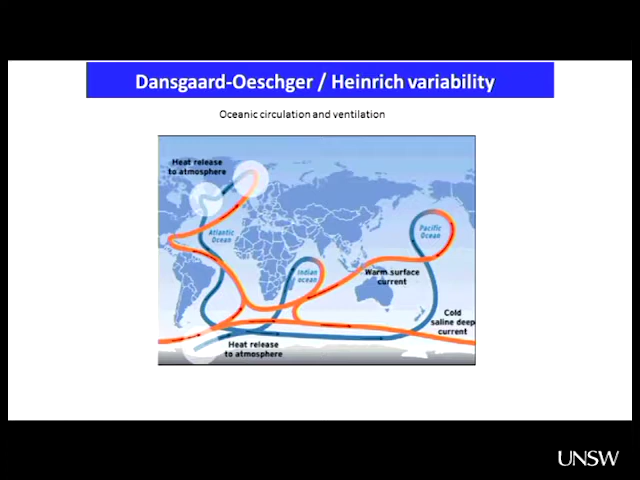 Dansgaard-Oeschger / Heinrich variability
Oceanic circulation and ventilation
Heat release
to atmosphere
Atlantic
Ocean
Pacific
Ocean
Indian
ocean
Warm surface
current
Cold
saline deep
current
Heat release
to atmosphere
UNSW